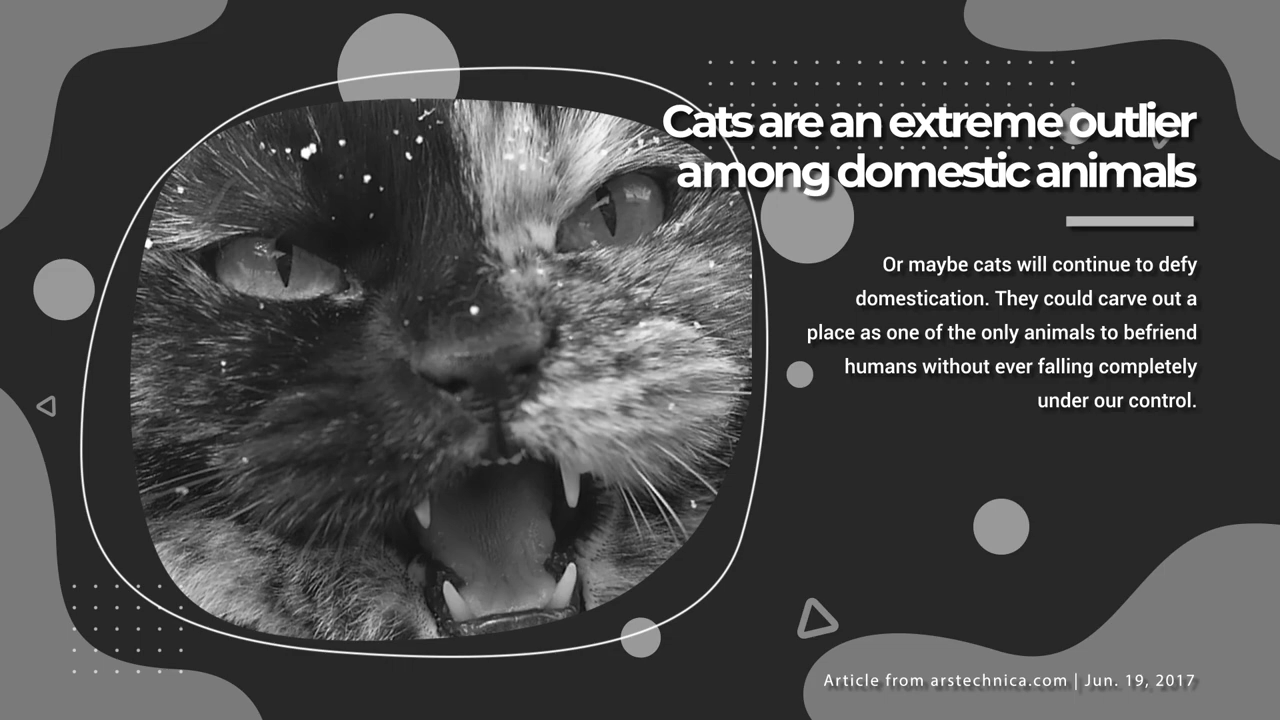 Cats are an extreme outlier
among domestic animals
Or maybe cats will continue to defy
domestication. They could carve out a
place as one of the only animals to befriend
humans without ever falling completely
under our control.
Article from arstechnica.com | Jun. 19, 2017